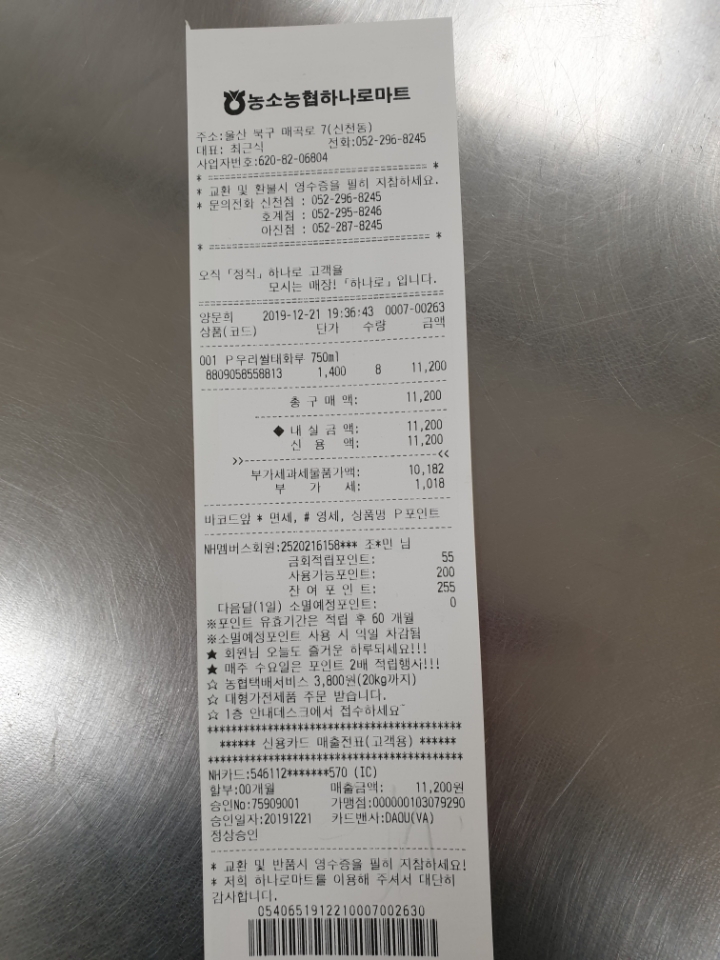 농소농협하나로마트
주소:울산 북구 매곡로 7(신천동)
대표: 최근식 전화:052-296-8245
사업자번호:620-82-06804
* ================================ *
* 교환 및 환불시 영수증을 필히 지참하세요.
* 문의전화 신천점 : 052-296-8245
호계점 : 052-295-8246
아진점 : 052-287-8245
* ================================ *
오직「정직」하나로 고객을
모시는 매장!「하나로」입니다.
양문희 2019-12-21 19:36:43 0007-00263
상품(코드) 단가 수량 금액
001 P우리쌀태화루 750ml
8809058558813 1,400 8 11,200
총 구 매 액: 11,200
◆ 내 실 금 액: 11,200
신 용 액: 11,200
>>------------------------------<<
부가세과세물품가액: 10,182
부 가 세: 1,018
바코드앞 * 면세, # 영세, 상품명 P포인트
NH멤버스회원:2520216158*** 조*민 님
금회적립포인트: 55
사용가능포인트: 200
잔 여 포 인 트: 255
다음달(1일) 소멸예정포인트: 0
※포인트 유효기간은 적립 후 60 개월
※소멸예정포인트 사용 시 익일 차감됨
★ 회원님 오늘도 즐거운 하루되세요!!!
★ 매주 수요일은 포인트 2배 적립행사!!!
☆ 농협택배서비스 3,800원(20kg까지)
☆ 대형가전제품 주문 받습니다.
☆ 1층 안내데스크에서 접수하세요~
******************************************
****** 신용카드 매출전표(고객용) ******
******************************************
NH카드:546112*******570 (IC)
할부:00개월 매출금액: 11,200원
승인No:75909001 가맹점:000000103079290
승인일자:20191221 카드밴사:DAOU(VA)
정상승인
* 교환 및 반품시 영수증을 필히 지참하세요!
* 저희 하나로마트를 이용해 주셔서 대단히
감사합니다.
0540651912210007002630